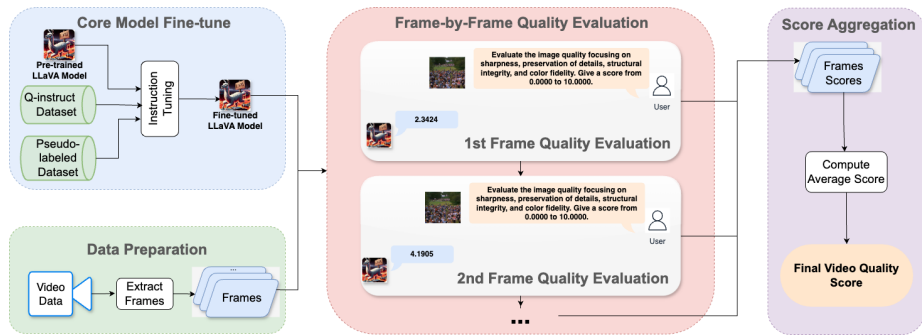 Core Model Fine-tune
Pre-trained
LLaVA Model
Q-instruct
Dataset
Pseudo-
labeled
Dataset
Instruction
Tuning
Fine-tuned
LLaVA Model
Data Preparation
Video
Data
Extract
Frames
...
Frames
Frame-by-Frame Quality Evaluation
Evaluate the image quality focusing on
sharpness, preservation of details, structural
integrity, and color fidelity. Give a score from
0.0000 to 10.0000.
User
2.3424
1st Frame Quality Evaluation
Evaluate the image quality focusing on
sharpness, preservation of details, structural
integrity, and color fidelity. Give a score from
0.0000 to 10.0000.
User
4.1905
2nd Frame Quality Evaluation
...
Score Aggregation
Frames
Scores
Compute
Average Score
Final Video Quality
Score